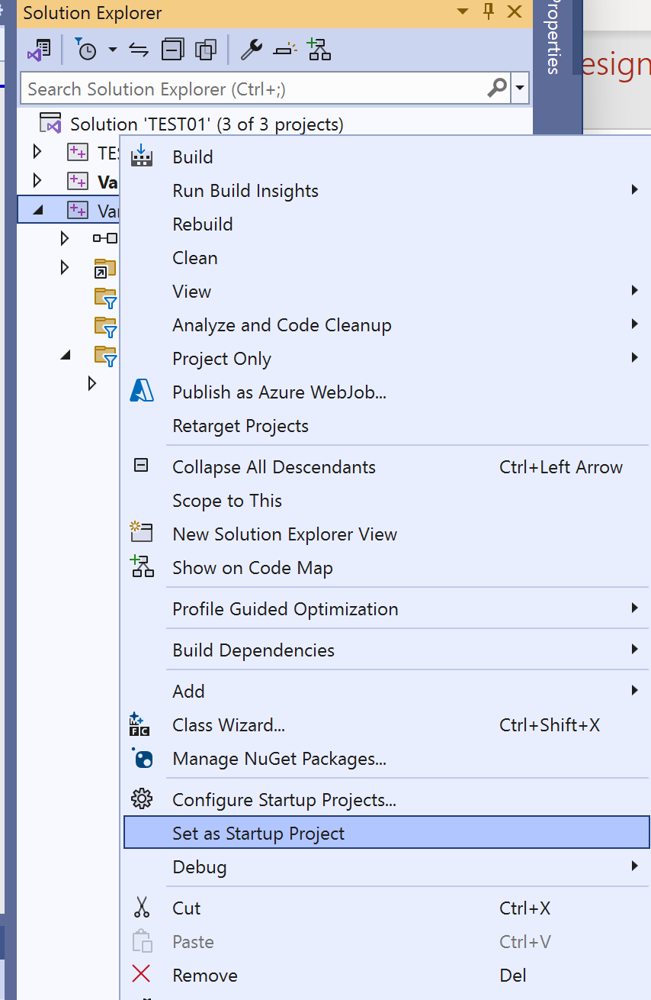 Solution Explorer
Properties
esign
Search Solution Explorer (Ctrl+;)
Solution 'TEST01' (3 of 3 projects)
TES
Va
Var
Build
Run Build Insights
Rebuild
Clean
View
Analyze and Code Cleanup
Project Only
Publish as Azure WebJob...
Retarget Projects
Collapse All Descendants Ctrl+Left Arrow
Scope to This
New Solution Explorer View
Show on Code Map
Profile Guided Optimization
Build Dependencies
Add
Class Wizard... Ctrl+Shift+X
Manage NuGet Packages...
Configure Startup Projects...
Set as Startup Project
Debug
Cut Ctrl+X
Paste Ctrl+V
Remove Del